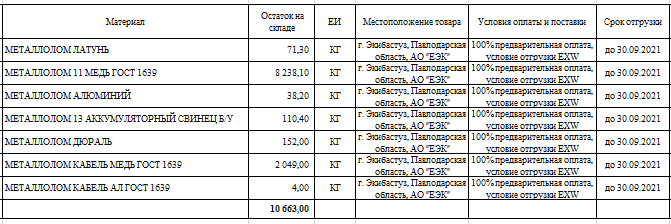 Материал Остаток на складе ЕИ Местоположение товара Условия оплаты и поставки Срок отгрузки
МЕТАЛЛОЛОМ ЛАТУНЬ 71,30 КГ г. Экибастуз, Павлодарская область, АО "ЕЭК" 100% предварительная оплата, условие отгрузки EXW до 30.09.2021
МЕТАЛЛОЛОМ 11 МЕДЬ ГОСТ 1639 8 238,10 КГ г. Экибастуз, Павлодарская область, АО "ЕЭК" 100% предварительная оплата, условие отгрузки EXW до 30.09.2021
МЕТАЛЛОЛОМ АЛЮМИНИЙ 38,20 КГ г. Экибастуз, Павлодарская область, АО "ЕЭК" 100% предварительная оплата, условие отгрузки EXW до 30.09.2021
МЕТАЛЛОЛОМ 13 АККУМУЛЯТОРНЫЙ СВИНЕЦ Б/У 110,40 КГ г. Экибастуз, Павлодарская область, АО "ЕЭК" 100% предварительная оплата, условие отгрузки EXW до 30.09.2021
МЕТАЛЛОЛОМ ДЮРАЛЬ 152,00 КГ г. Экибастуз, Павлодарская область, АО "ЕЭК" 100% предварительная оплата, условие отгрузки EXW до 30.09.2021
МЕТАЛЛОЛОМ КАБЕЛЬ МЕДЬ ГОСТ 1639 2 049,00 КГ г. Экибастуз, Павлодарская область, АО "ЕЭК" 100% предварительная оплата, условие отгрузки EXW до 30.09.2021
МЕТАЛЛОЛОМ КАБЕЛЬ АЛ ГОСТ 1639 4,00 КГ г. Экибастуз, Павлодарская область, АО "ЕЭК" 100% предварительная оплата, условие отгрузки EXW до 30.09.2021
10 663,00